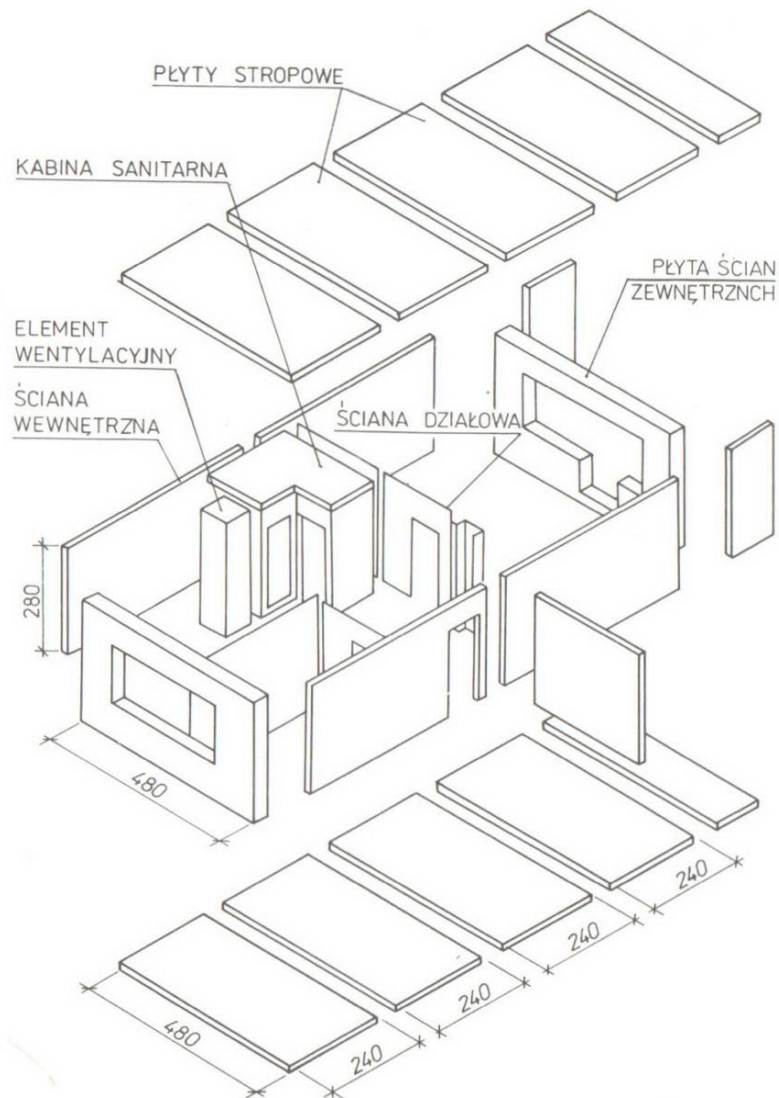 PŁYTY STROPOWE
KABINA SANITARNA
PŁYTA ŚCIAN
ZEWNĘTRZNCH
ELEMENT
WENTYLACYJNY
ŚCIANA
WEWNĘTRZNA
ŚCIANA DZIAŁOWA
280
480
240
240
240
240
480